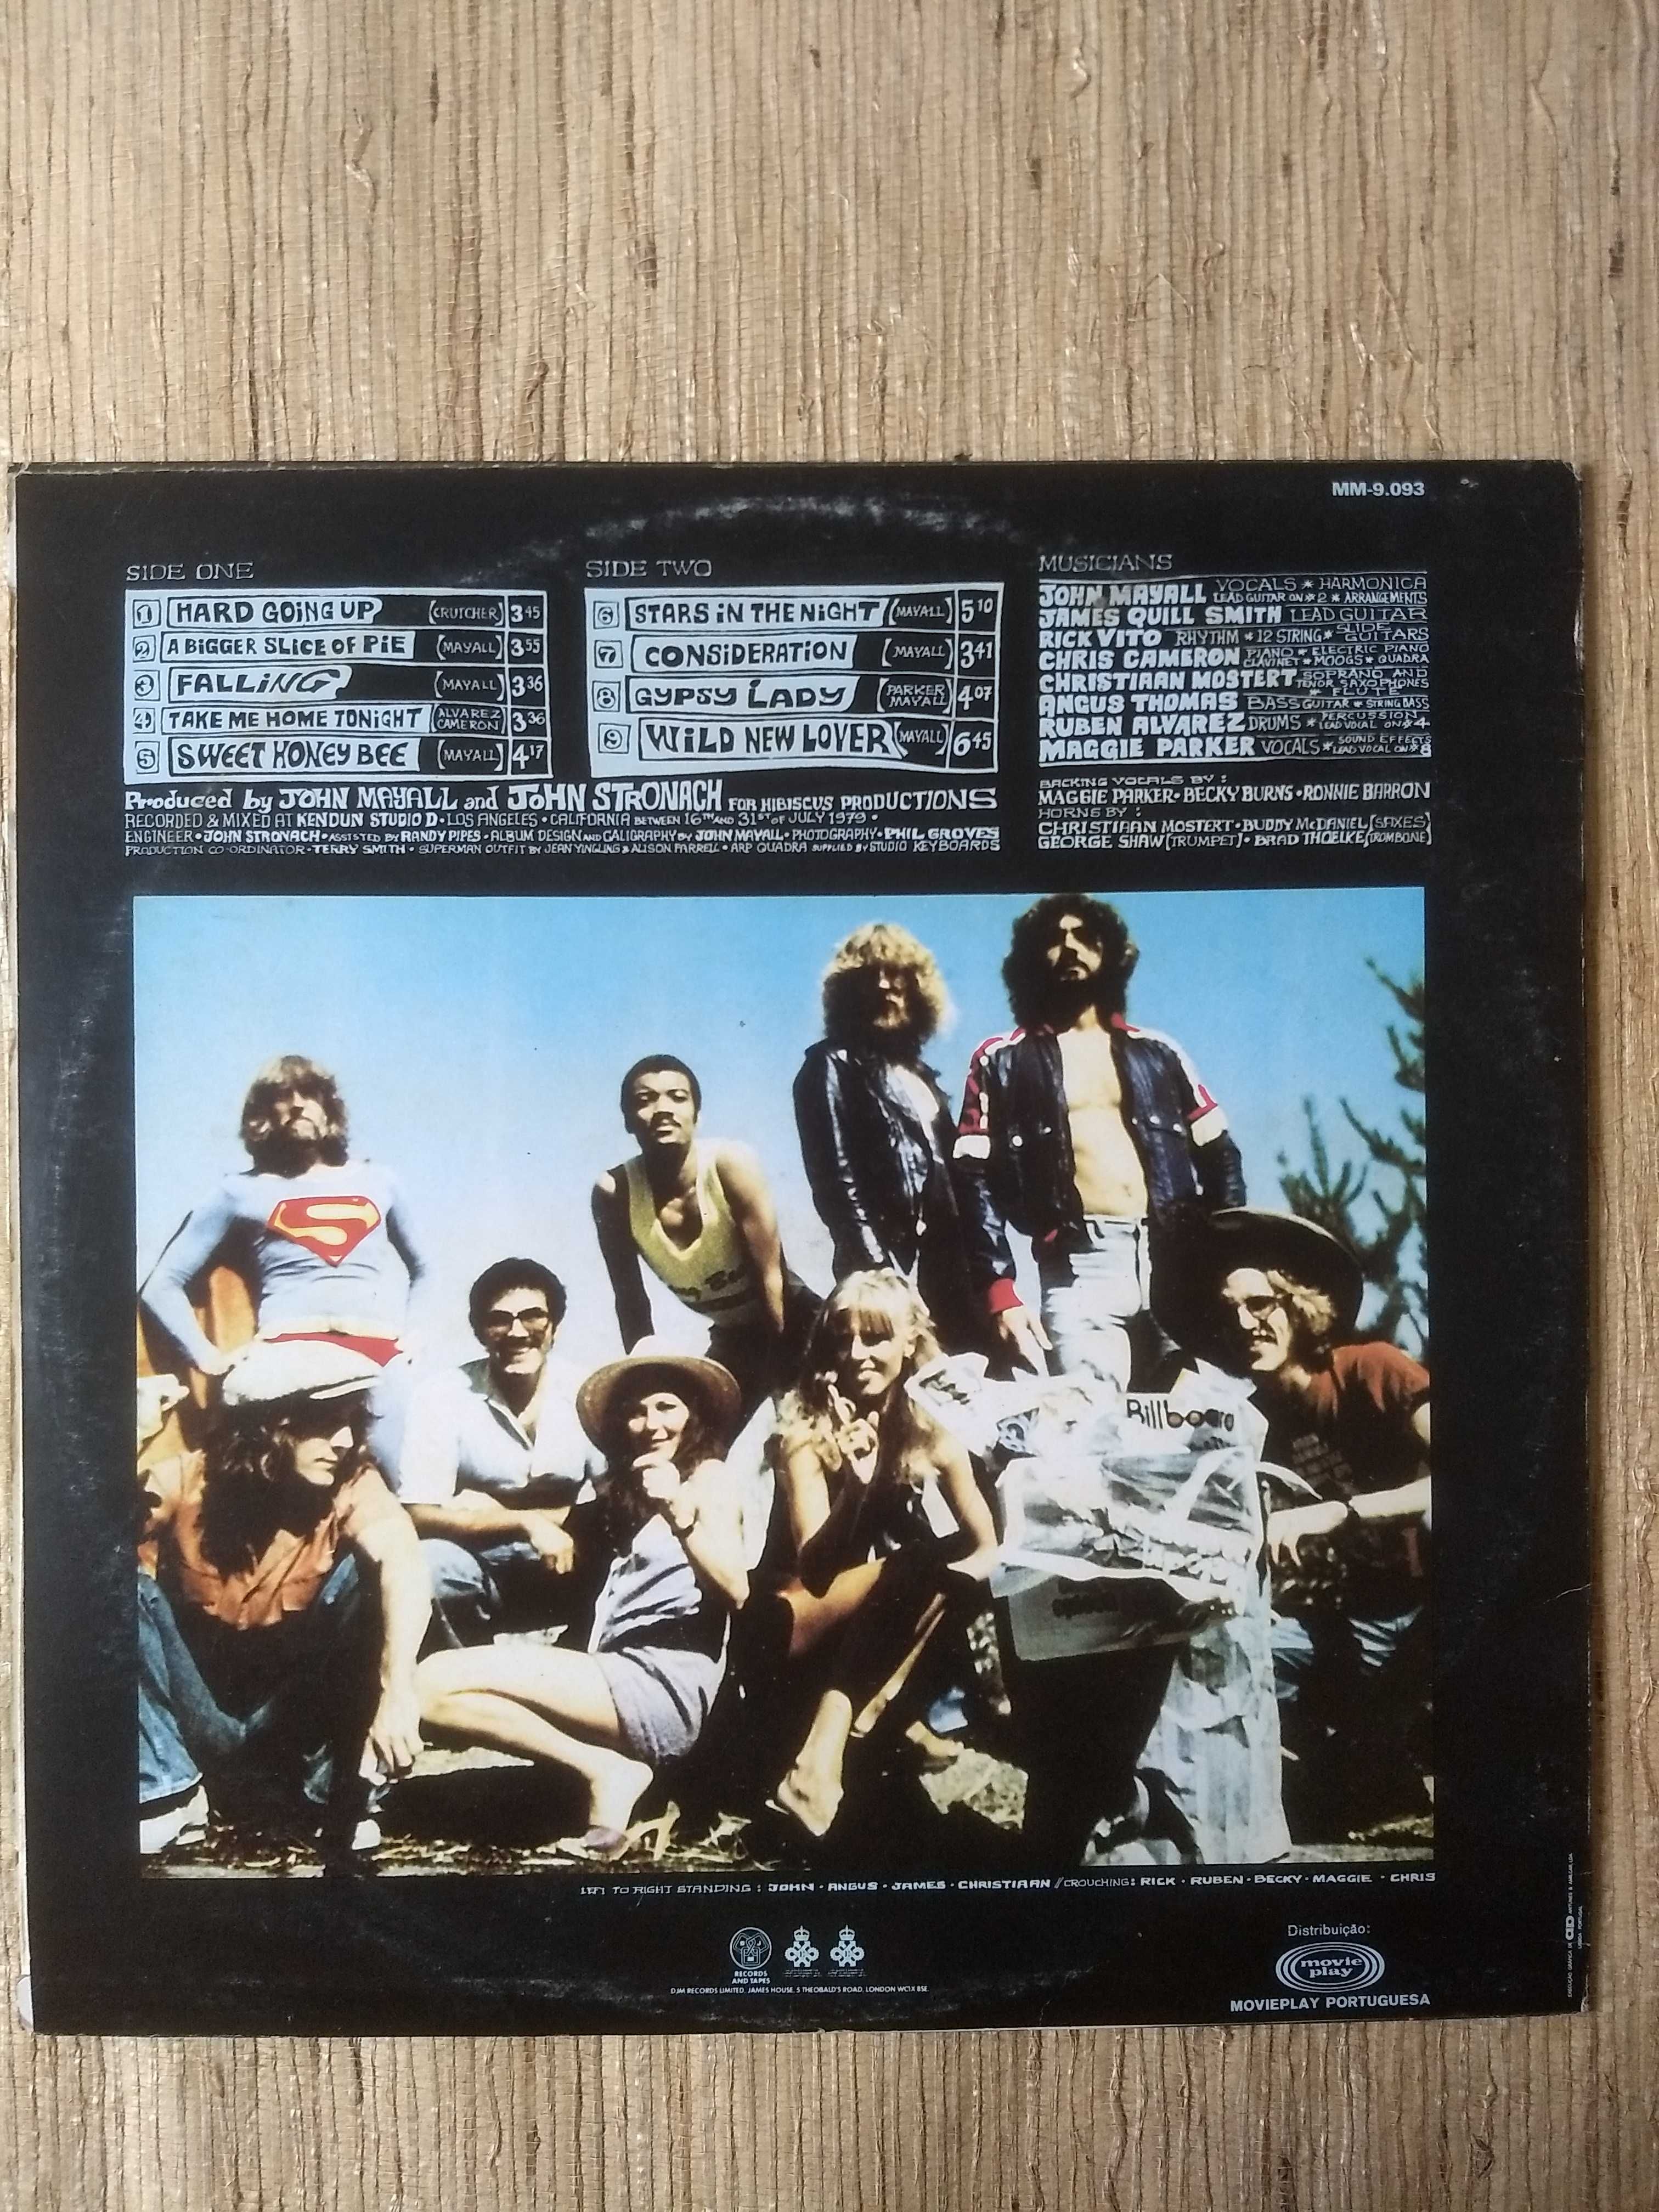 MM-9.093
SIDE ONE
1 HARD GOING UP (CRUTCHER) 3 45
2 A BIGGER SLICE OF PIE (MAYALL) 3 55
3 FALLING (MAYALL) 3 36
4 TAKE ME HOME TONIGHT (ALVAREZ CAMERON) 3 36
5 SWEET HONEY BEE (MAYALL) 4 17
SIDE TWO
6 STARS IN THE NIGHT (MAYALL) 5 10
7 CONSIDERATION (MAYALL) 3 41
8 GYPSY LADY (PARKER MAYALL) 4 07
9 WILD NEW LOVER (MAYALL) 6 45
MUSICIANS
JOHN MAYALL VOCALS * HARMONICA LEAD GUITAR ON # 2 * ARRANGEMENTS
JAMES QUILL SMITH LEAD GUITAR
RICK VITO RHYTHM * 12 STRING * SLIDE GUITARS
CHRIS CAMERON PIANO * ELECTRIC PIANO CLAVINET * MOOGS * QUADRA
CHRISTIAAN MOSTERT SOPRANO AND TENOR SAXOPHONES * FLUTE
ANGUS THOMAS BASS GUITAR * STRING BASS
RUBEN ALVAREZ DRUMS * PERCUSSION LEAD VOCAL ON # 4
MAGGIE PARKER VOCALS * SOUND EFFECTS LEAD VOCAL ON # 8
Produced by JOHN MAYALL and JOHN STRONACH FOR HIBISCUS PRODUCTIONS
RECORDED & MIXED AT KENDUN STUDIO D • LOS ANGELES • CALIFORNIA BETWEEN 16TH AND 31ST OF JULY 1979 •
ENGINEER • JOHN STRONACH • ASSISTED BY RANDY PIPES • ALBUM DESIGN AND CALIGRAPHY BY JOHN MAYALL • PHOTOGRAPHY • PHIL GROVES
PRODUCTION CO-ORDINATOR • TERRY SMITH • SUPERMAN OUTFIT BY JEAN YINGLING & ALISON FARRELL • ARP QUADRA SUPPLIED BY STUDIO KEYBOARDS
BACKING VOCALS BY :
MAGGIE PARKER • BECKY BURNS • RONNIE BARRON
HORNS BY :
CHRISTIAAN MOSTERT • BUDDY McDANIEL (SAXES)
GEORGE SHAW (TRUMPET) • BRAD THOELKE (TROMBONE)
S
Billboard
TO RIGHT STANDING : JOHN • ANGUS • JAMES • CHRISTIAAN // CROUCHING : RICK • RUBEN • BECKY • MAGGIE • CHRIS
DJM
RECORDS
AND TAPES
DJM RECORDS LIMITED, JAMES HOUSE, 5 THEOBALD'S ROAD, LONDON WC1X 8SE
Distribuição:
movie
play
MOVIEPLAY PORTUGUESA